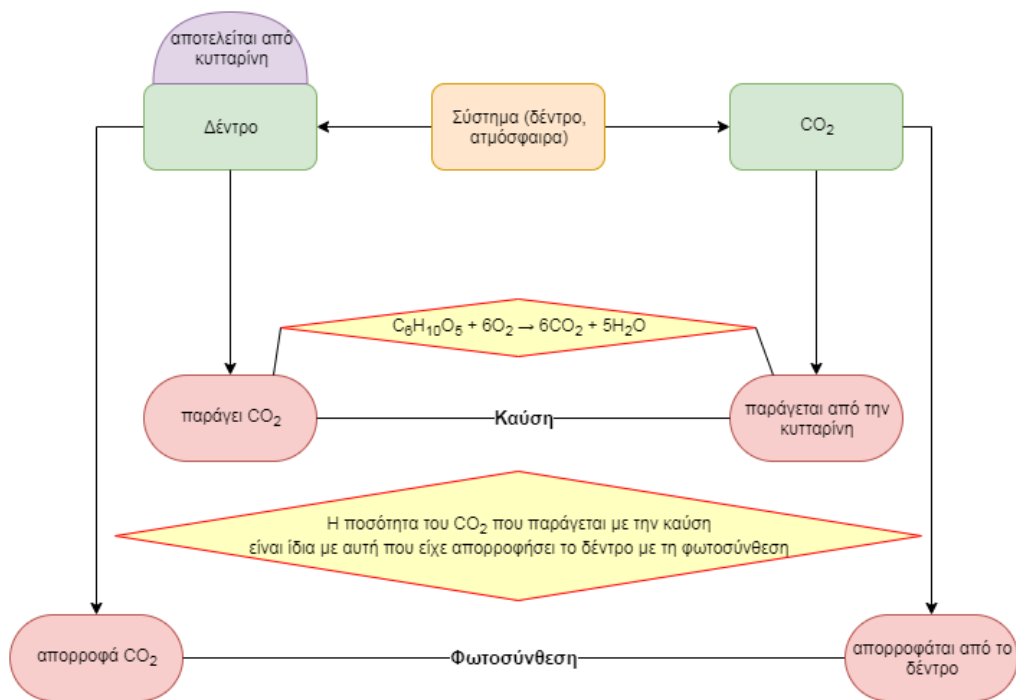 αποτελείται από
κυτταρίνη
Δέντρο
Σύστημα (δέντρο,
ατμόσφαιρα)
CO₂
C₆H₁₀O₅ + 6O₂ → 6CO₂ + 5H₂O
παράγει CO₂
Καύση
παράγεται από την
κυτταρίνη
Η ποσότητα του CO₂ που παράγεται με την καύση
είναι ίδια με αυτή που είχε απορροφήσει το δέντρο με τη φωτοσύνθεση
απορροφά CO₂
Φωτοσύνθεση
απορροφάται από το
δέντρο